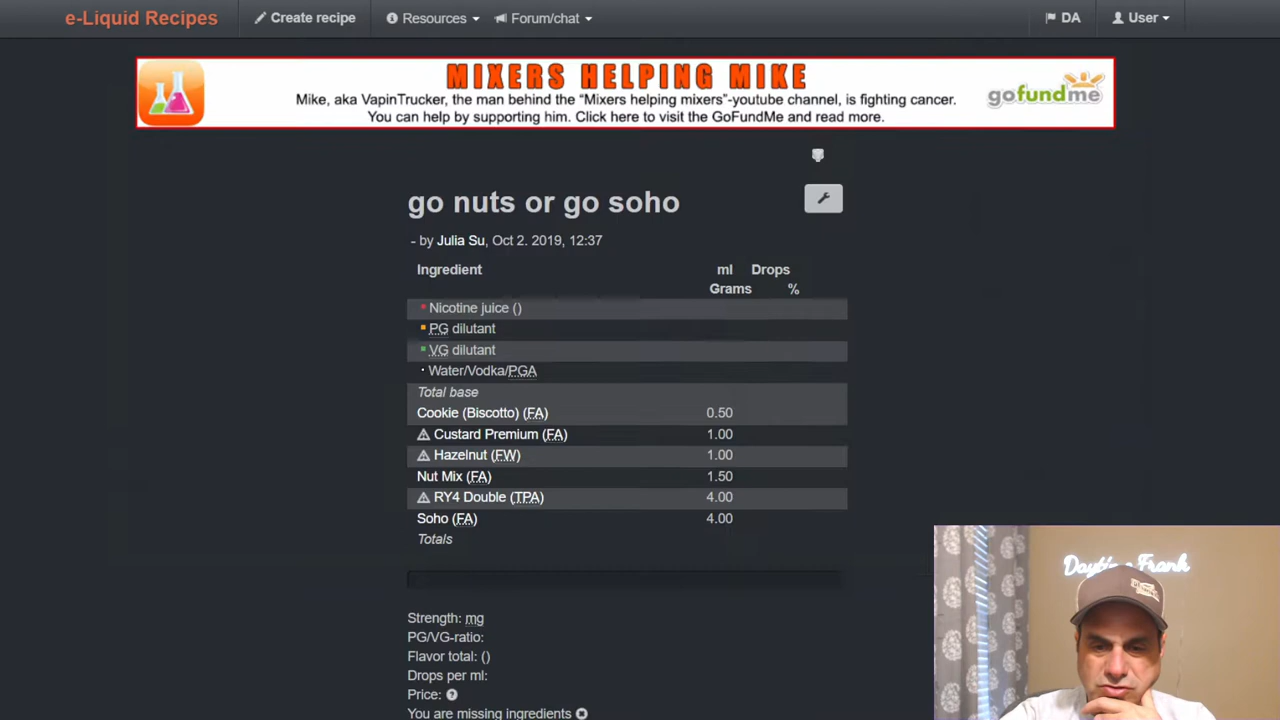 e-Liquid Recipes Create recipe Resources Forum/chat DA User
MIXERS HELPING MIKE
Mike, aka VapinTrucker, the man behind the “Mixers helping mixers”-youtube channel, is fighting cancer.
You can help by supporting him. Click here to visit the GoFundMe and read more.
gofundme
go nuts or go soho
- by Julia Su, Oct 2. 2019, 12:37
Ingredient ml Drops
Grams %
Nicotine juice ()
PG dilutant
VG dilutant
Water/Vodka/PGA
Total base
Cookie (Biscotto) (FA) 0.50
Custard Premium (FA) 1.00
Hazelnut (FW) 1.00
Nut Mix (FA) 1.50
RY4 Double (TPA) 4.00
Soho (FA) 4.00
Totals
Strength: mg
PG/VG-ratio:
Flavor total: ()
Drops per ml:
Price:
You are missing ingredients
Daytime Frank